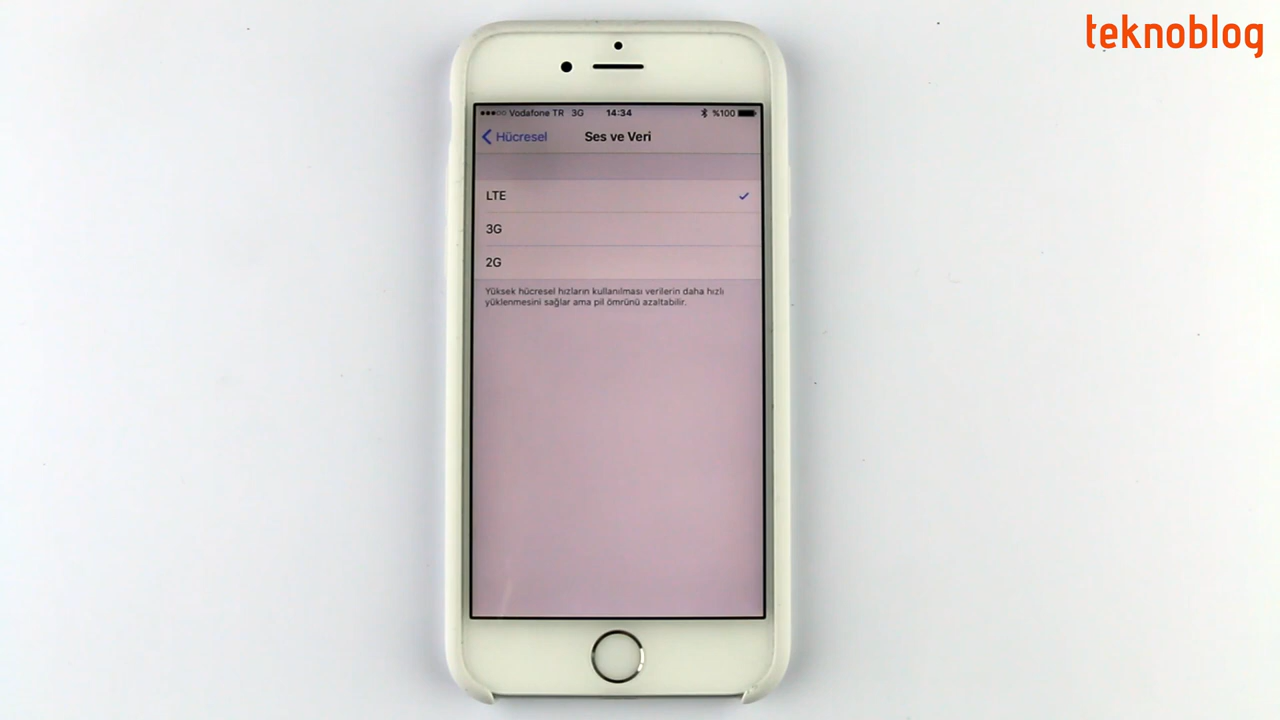 teknoblog
Vodafone TR 3G 14:34 %100
Hücresel Ses ve Veri
LTE
3G
2G
Yüksek hücresel hızların kullanılması verilerin daha hızlı
yüklenmesini sağlar ama pil ömrünü azaltabilir.